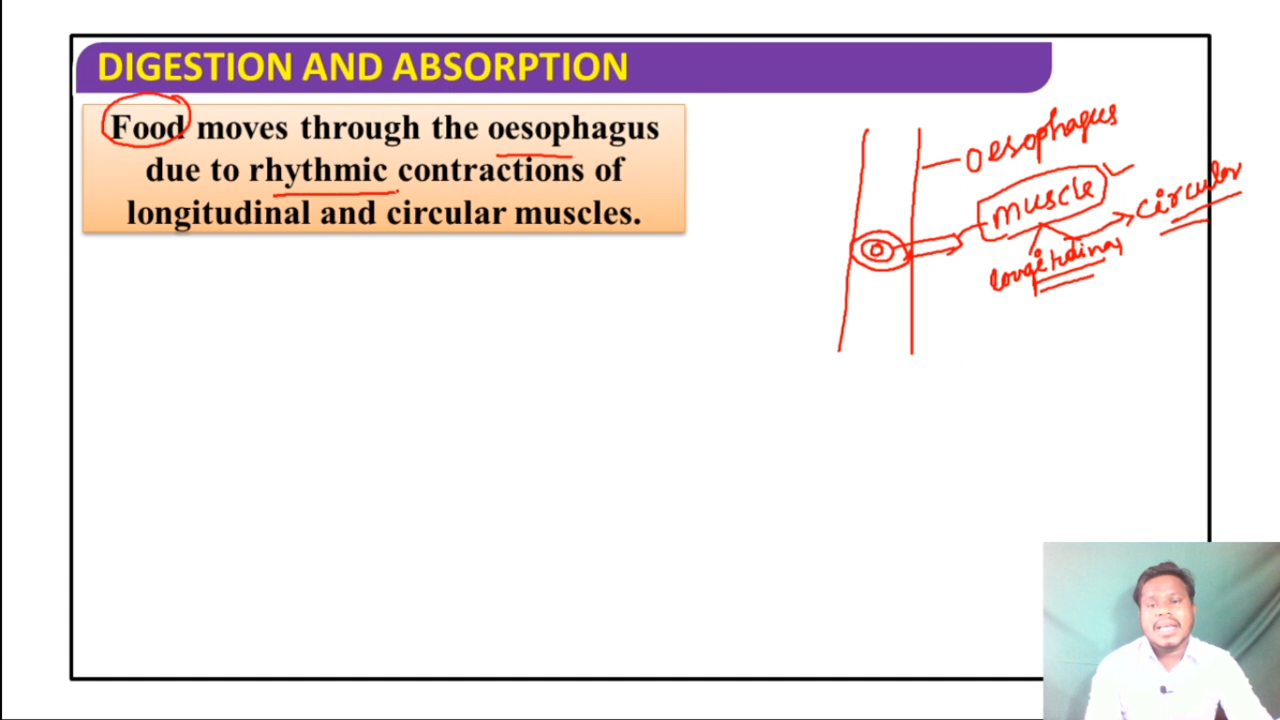 DIGESTION AND ABSORPTION
Food moves through the oesophagus
due to rhythmic contractions of
longitudinal and circular muscles.
Oesophagus
muscle
circular
longitudinal